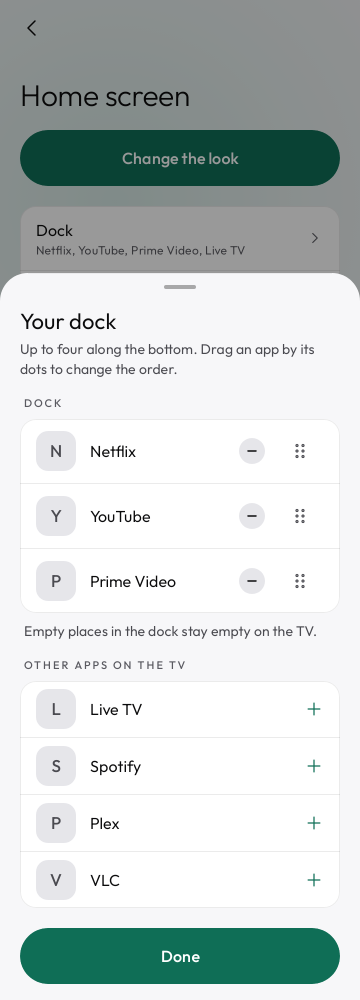 Home screen
Change the look
Dock
Netflix, YouTube, Prime Video, Live TV
Your dock
Up to four along the bottom. Drag an app by its
dots to change the order.
DOCK
N Netflix
Y YouTube
P Prime Video
Empty places in the dock stay empty on the TV.
OTHER APPS ON THE TV
L Live TV
S Spotify
P Plex
V VLC
Done